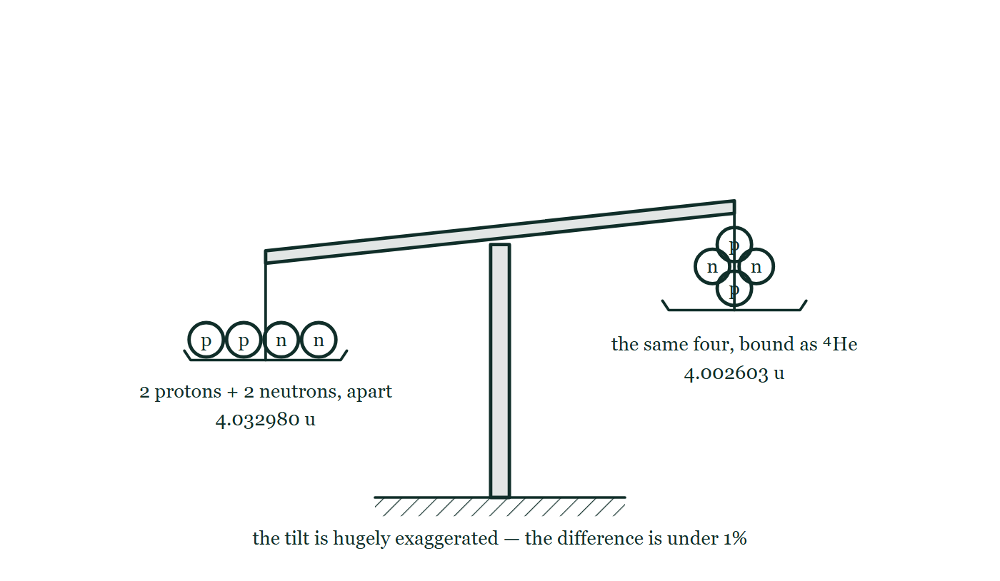 p
n n
p
p p n n
the same four, bound as ⁴He
4.002603 u
2 protons + 2 neutrons, apart
4.032980 u
the tilt is hugely exaggerated — the difference is under 1%